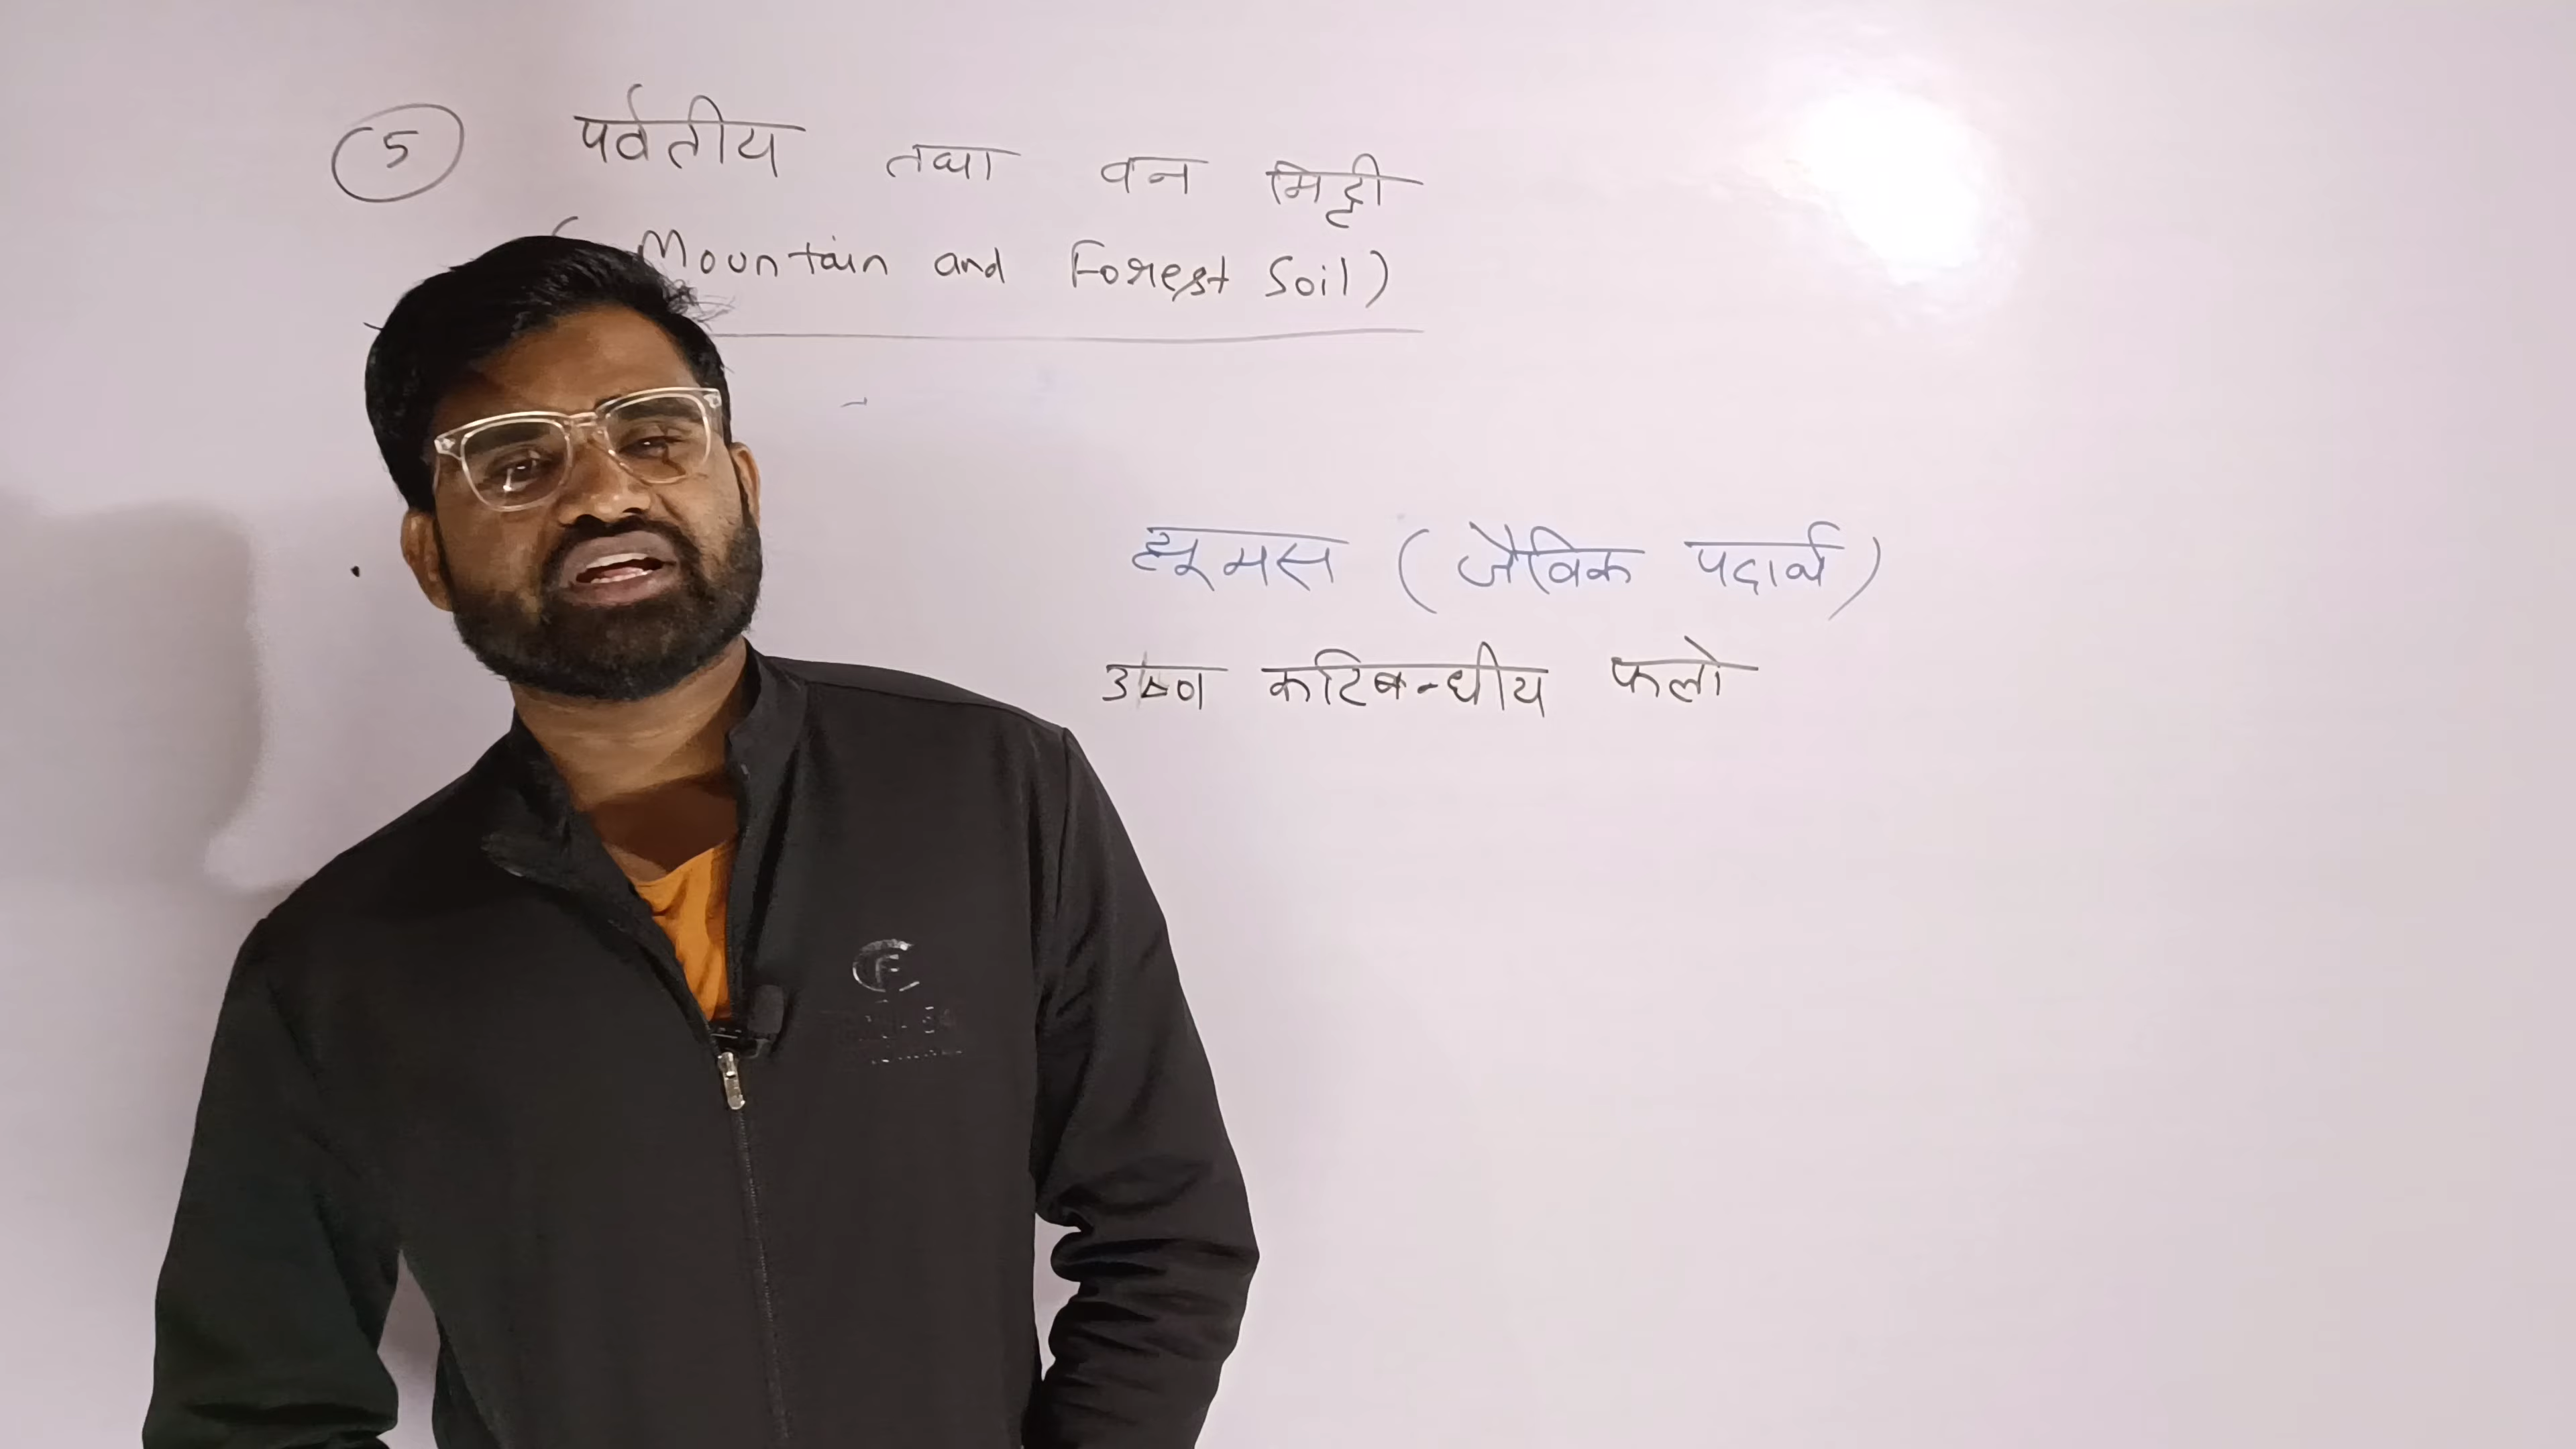 5 पर्वतीय तथा वन मिट्टी
( Mountain and Forest Soil)
ह्यूमस (जैविक पदार्थ)
उष्ण कटिबन्धीय फलो